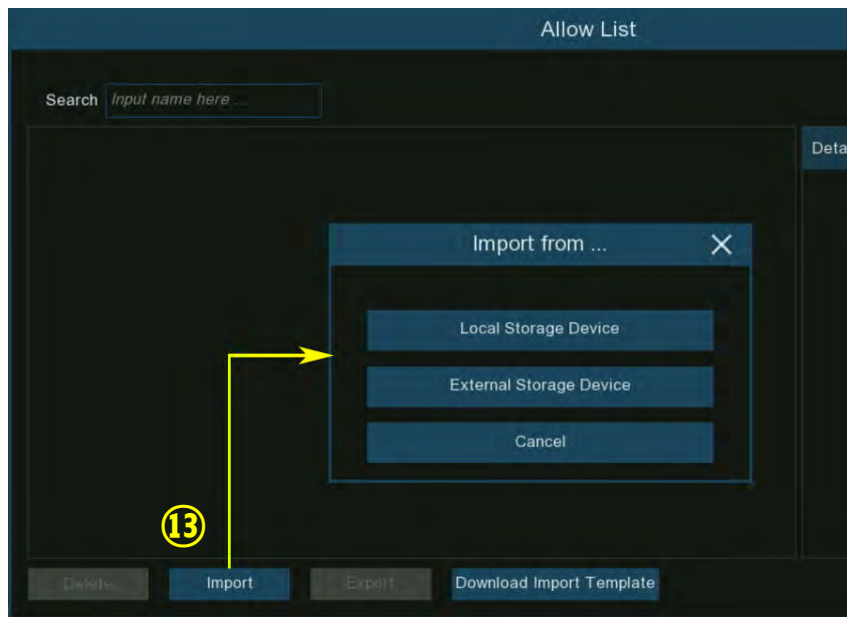 Allow List
Search Input name here ...
Deta
Import from ...
Local Storage Device
External Storage Device
Cancel
13
Delete Import Export Download Import Template